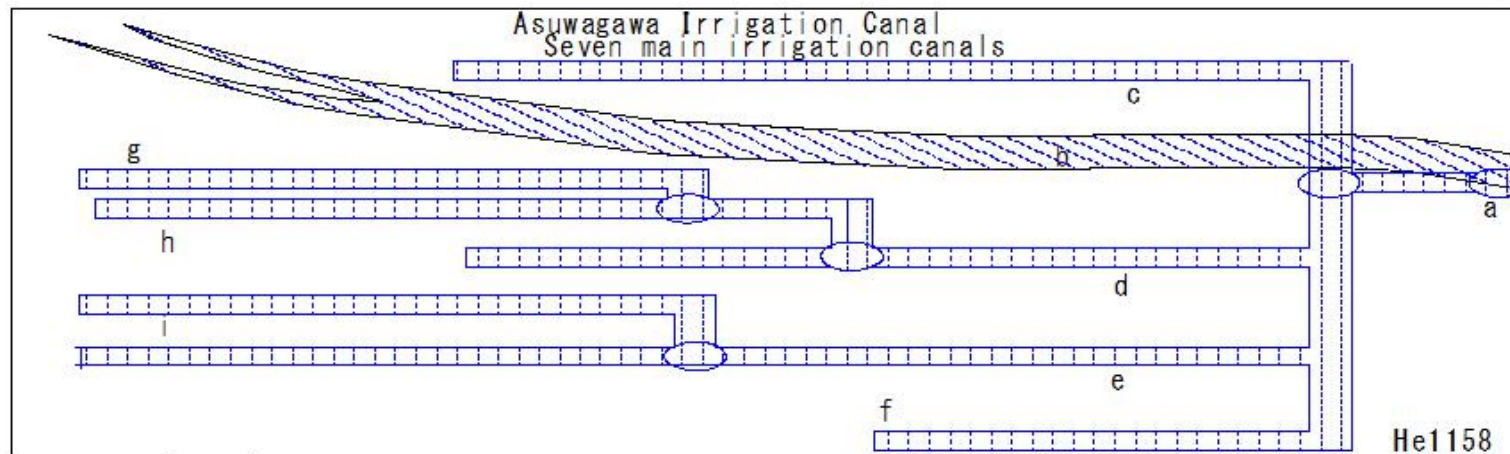 Asuwagawa Irrigation Canal
Seven main irrigation canals
c
b
g
a
h
d
i
e
f
He1158